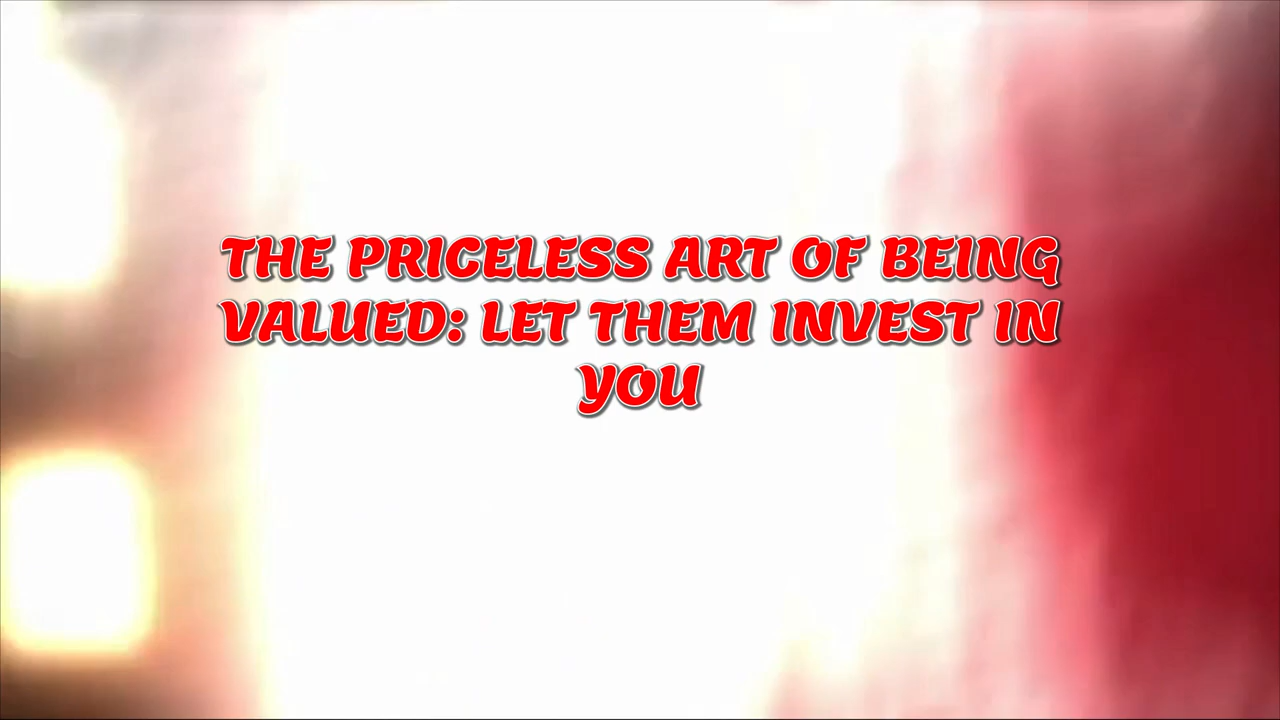 THE PRICELESS ART OF BEING
VALUED: LET THEM INVEST IN
YOU